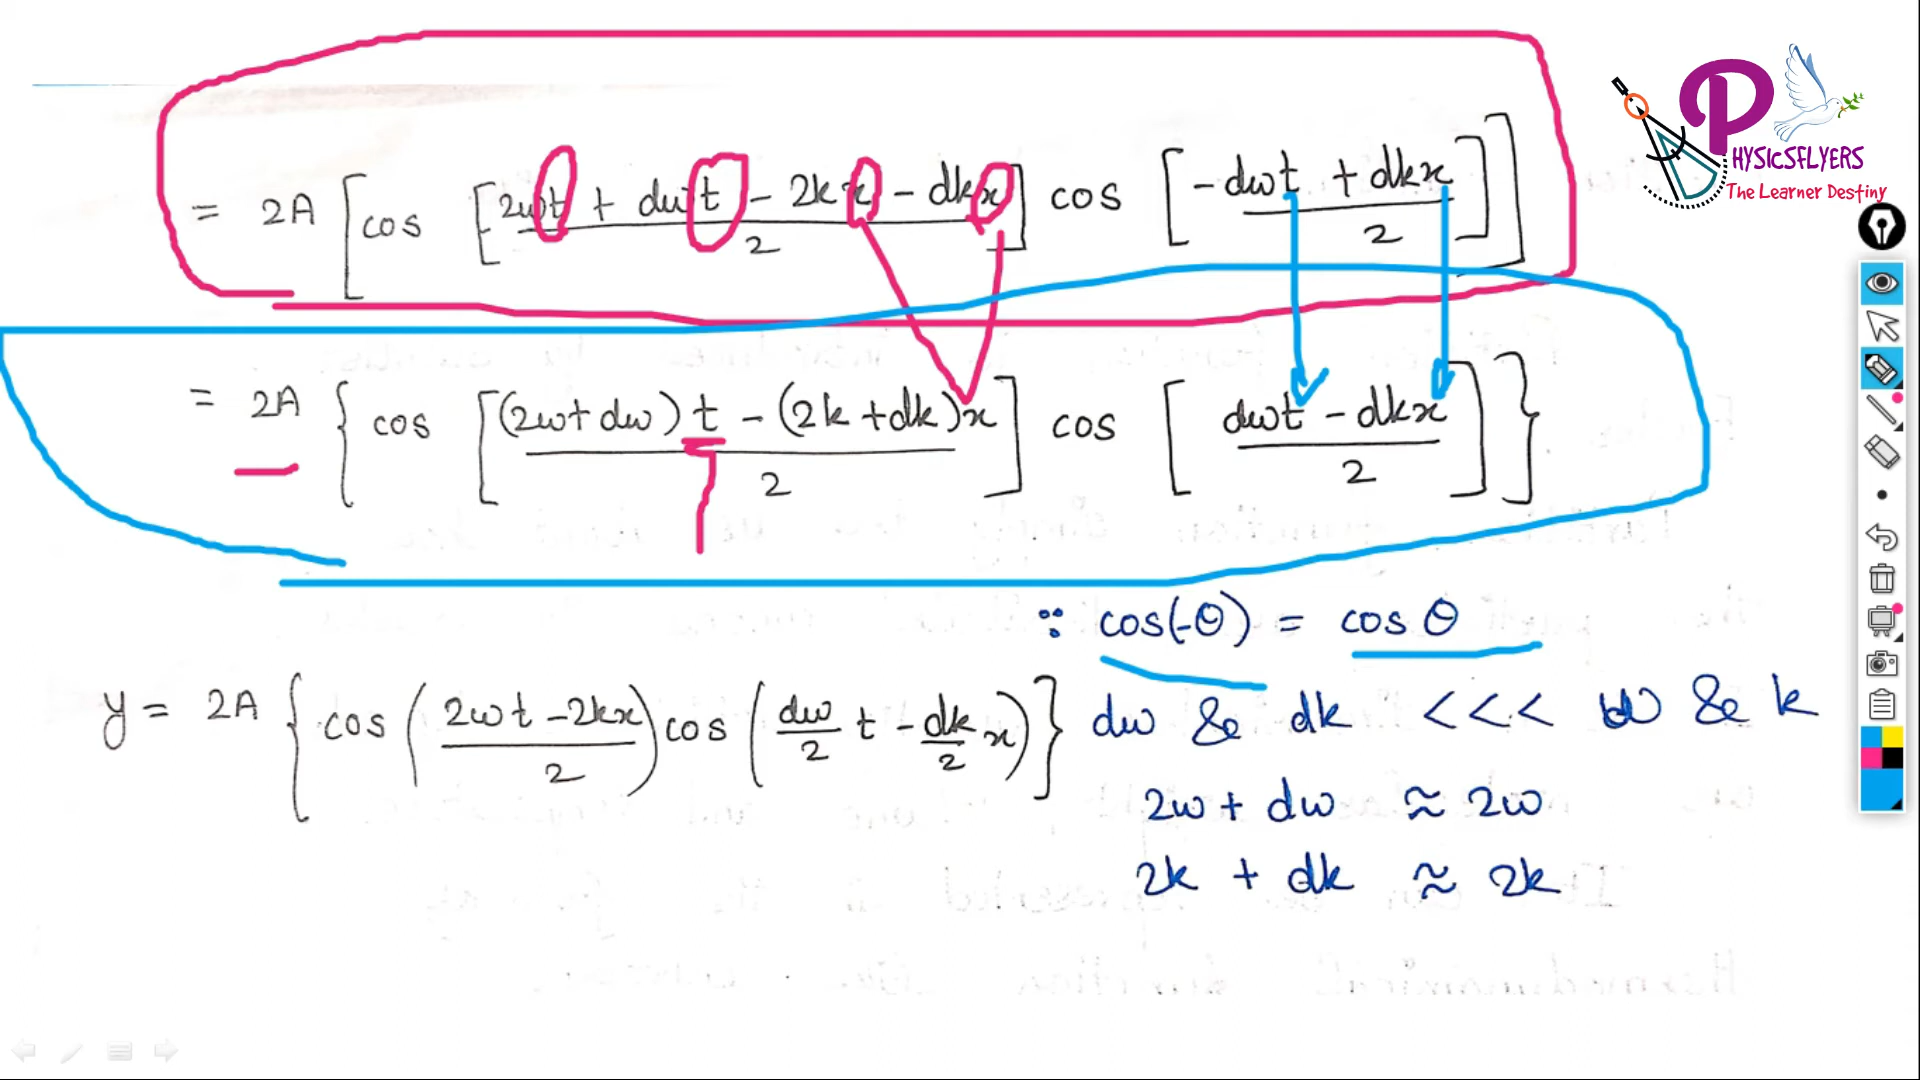 = 2A [cos [2ωt + dωt - 2kx - dkx / 2] cos [-dωt + dkx / 2]]
PHYSICSFLYERS
The Learner Destiny
= 2A {cos [(2ω+dω)t - (2k+dk)x / 2] cos [dωt - dkx / 2]}
∵ cos(-θ) = cos θ
y = 2A {cos (2ωt - 2kx / 2) cos (dω/2 t - dk/2 x)} dω & dk <<< ω & k
2ω + dω ≈ 2ω
2k + dk ≈ 2k